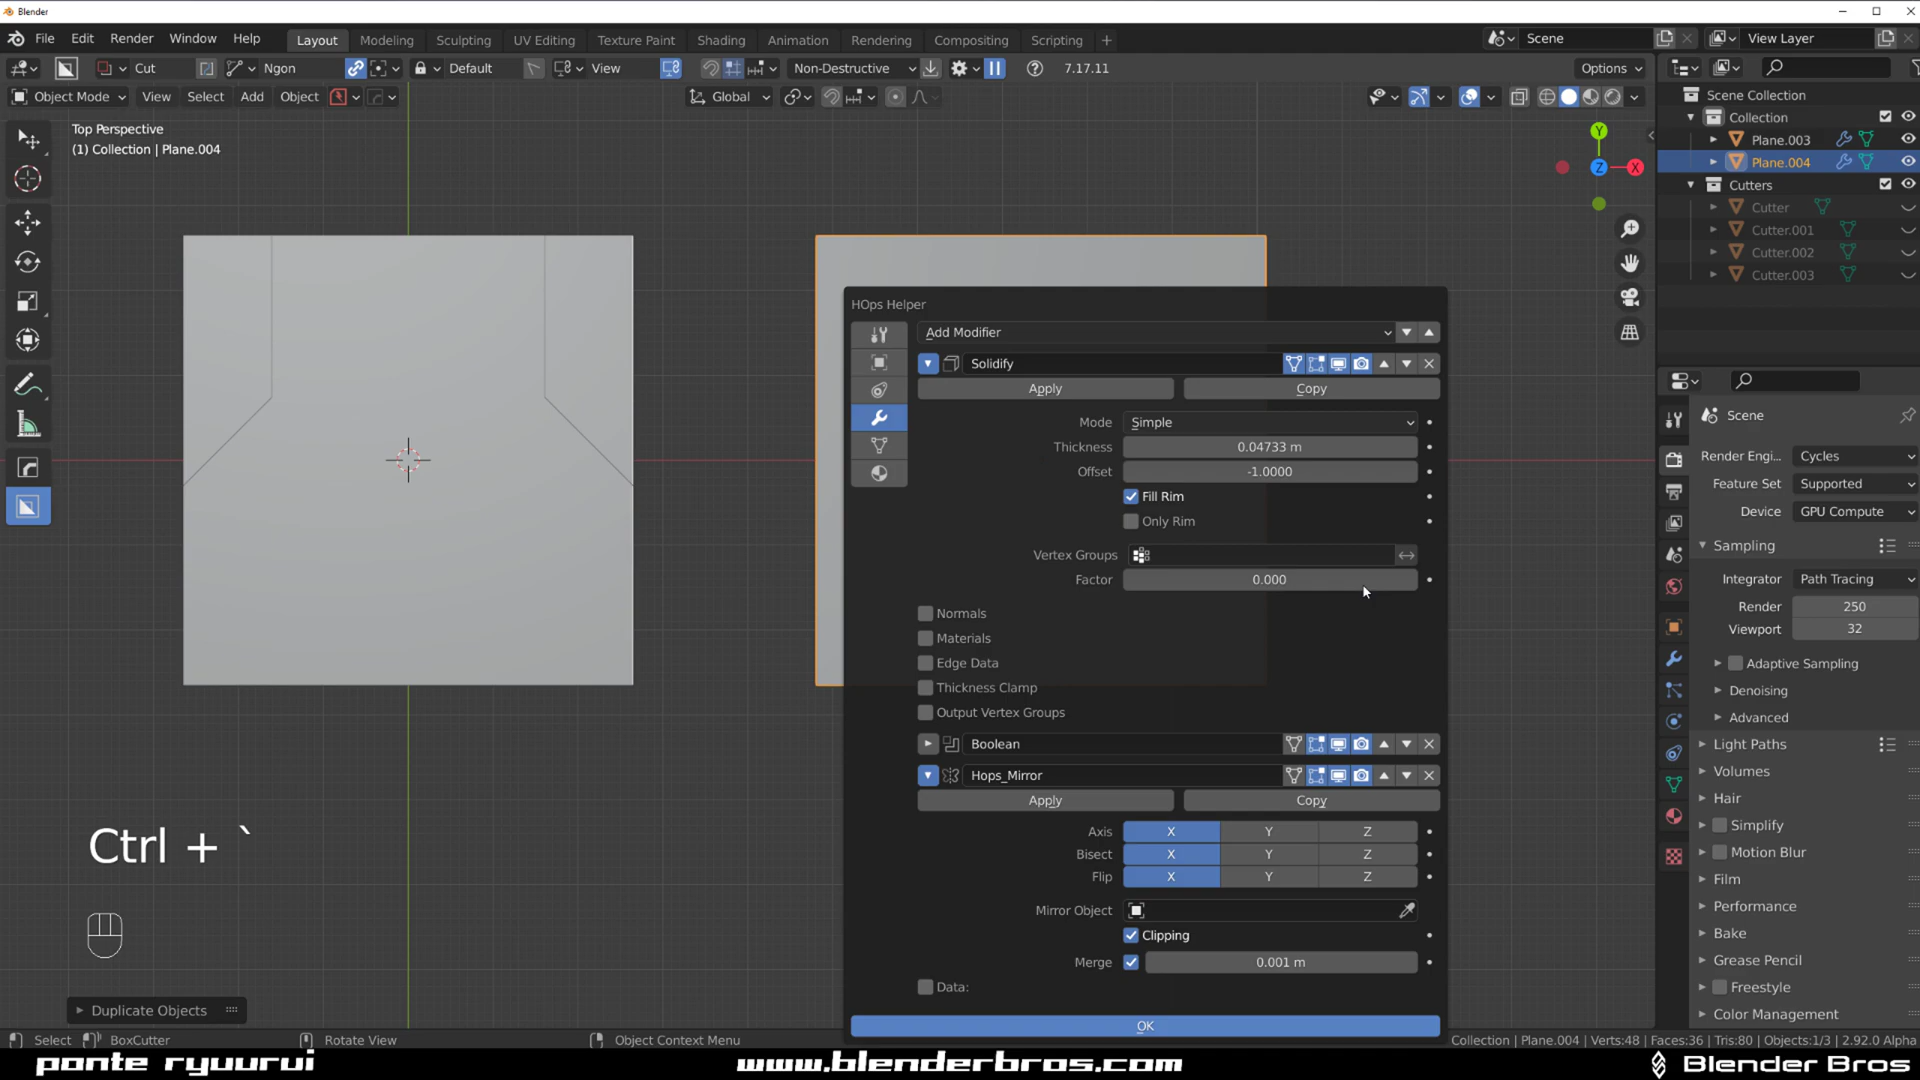 Blender
File Edit Render Window Help Layout Modeling Sculpting UV Editing Texture Paint Shading Animation Rendering Compositing Scripting + Scene View Layer
Cut Ngon Default View Non-Destructive 7.17.11 Options
Object Mode View Select Add Object Global
Top Perspective
(1) Collection | Plane.004
Scene Collection
Collection
Plane.003
Plane.004
Cutters
Cutter
Cutter.001
Cutter.002
Cutter.003
Y
Z
X
HOps Helper
Add Modifier
Solidify
Apply Copy
Mode Simple
Thickness 0.04733 m
Offset -1.0000
Fill Rim
Only Rim
Vertex Groups
Factor 0.000
Normals
Materials
Edge Data
Thickness Clamp
Output Vertex Groups
Boolean
Hops_Mirror
Apply Copy
Axis X Y Z
Bisect X Y Z
Flip X Y Z
Mirror Object
Clipping
Merge 0.001 m
Data:
OK
Scene
Render Engi... Cycles
Feature Set Supported
Device GPU Compute
Sampling
Integrator Path Tracing
Render 250
Viewport 32
Adaptive Sampling
Denoising
Advanced
Light Paths
Volumes
Hair
Simplify
Motion Blur
Film
Performance
Bake
Grease Pencil
Freestyle
Color Management
Ctrl + `
Duplicate Objects
Select BoxCutter Rotate View Object Context Menu Collection | Plane.004 | Verts:48 | Faces:36 | Tris:80 | Objects:1/3 | 2.92.0 Alpha
ponte ryuurui www.blenderbros.com Blender Bros